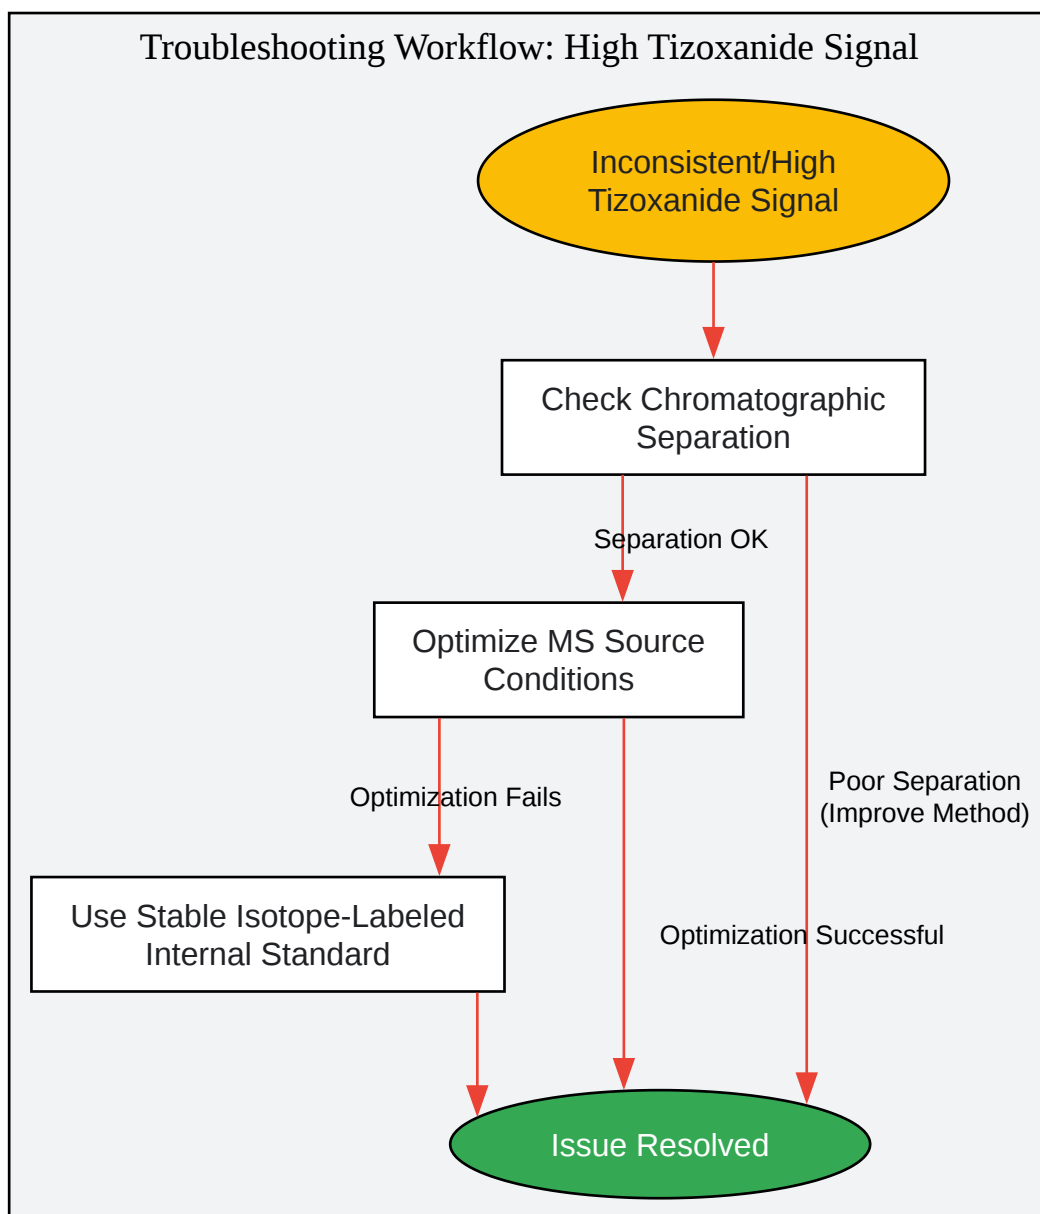 Troubleshooting Workflow: High Tizoxanide Signal
Inconsistent/High
Tizoxanide Signal
Check Chromatographic
Separation
Separation OK
Optimize MS Source
Conditions
Optimization Fails
Poor Separation
(Improve Method)
Use Stable Isotope-Labeled
Internal Standard
Optimization Successful
Issue Resolved